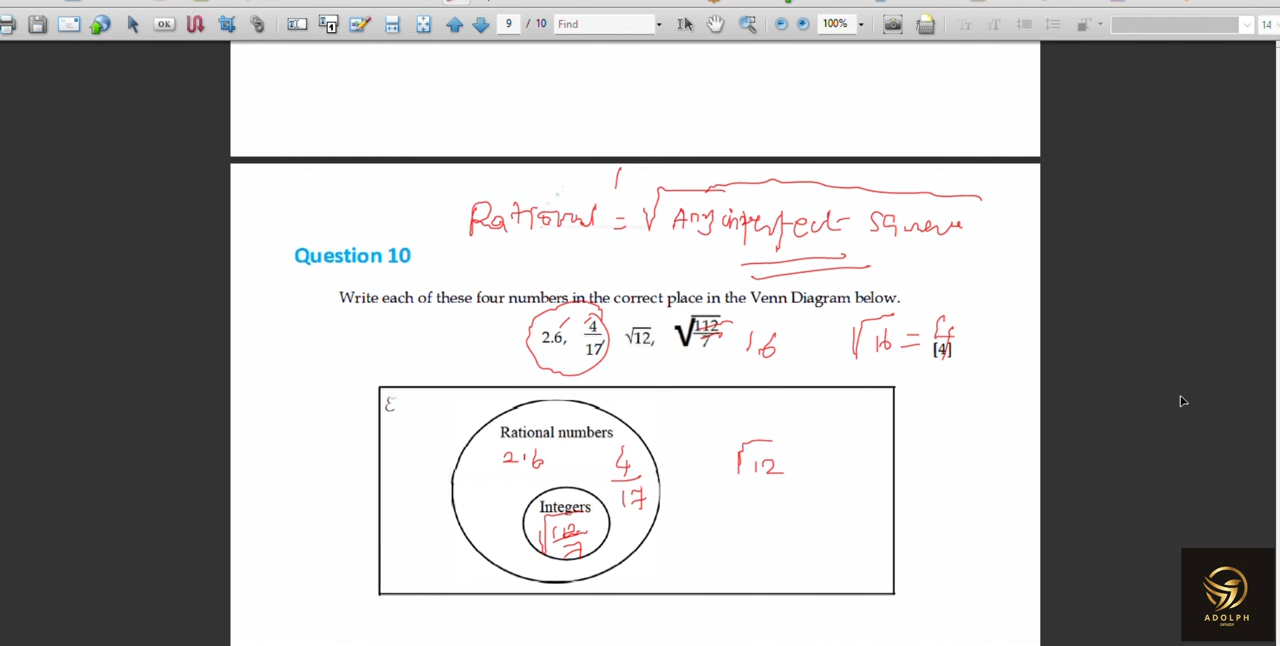 OK 9 / 10 Find 100% 14
Rational = √Any imperfect square
Question 10
Write each of these four numbers in the correct place in the Venn Diagram below.
2.6, 4/17 √12, √112/7 16 √16 = 4
[4]
ε
Rational numbers
2.6 4/17 √12
Integers
√112/7
ADOLPH